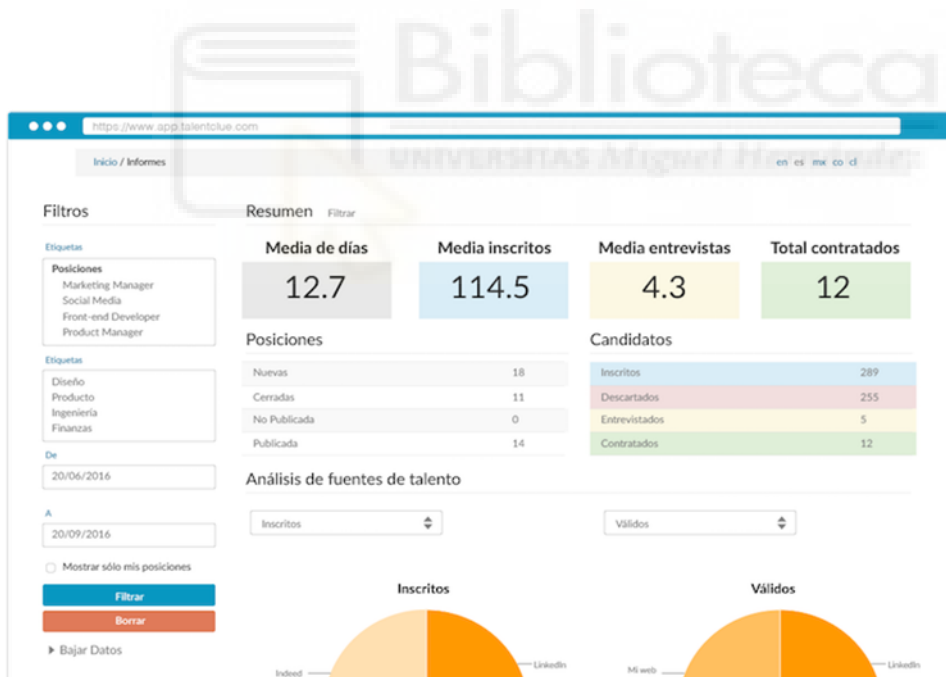 Biblioteca
UNIVERSITAS Miguel Hernández
https://www.app.talentclue.com
Inicio / Informes
en es mx co cl
Filtros
Etiquetas
Posiciones
Marketing Manager
Social Media
Front-end Developer
Product Manager
Etiquetas
Diseño
Producto
Ingeniería
Finanzas
De
20/06/2016
A
20/09/2016
Mostrar sólo mis posiciones
Filtrar
Borrar
Bajar Datos
Resumen Filtrar
Media de días Media inscritos Media entrevistas Total contratados
12.7 114.5 4.3 12
Posiciones
Nuevas 18
Cerradas 11
No Publicada 0
Publicada 14
Candidatos
Inscritos 289
Descartados 255
Entrevistados 5
Contratados 12
Análisis de fuentes de talento
Inscritos Válidos
Inscritos
Indeed LinkedIn
Válidos
Mi web LinkedIn